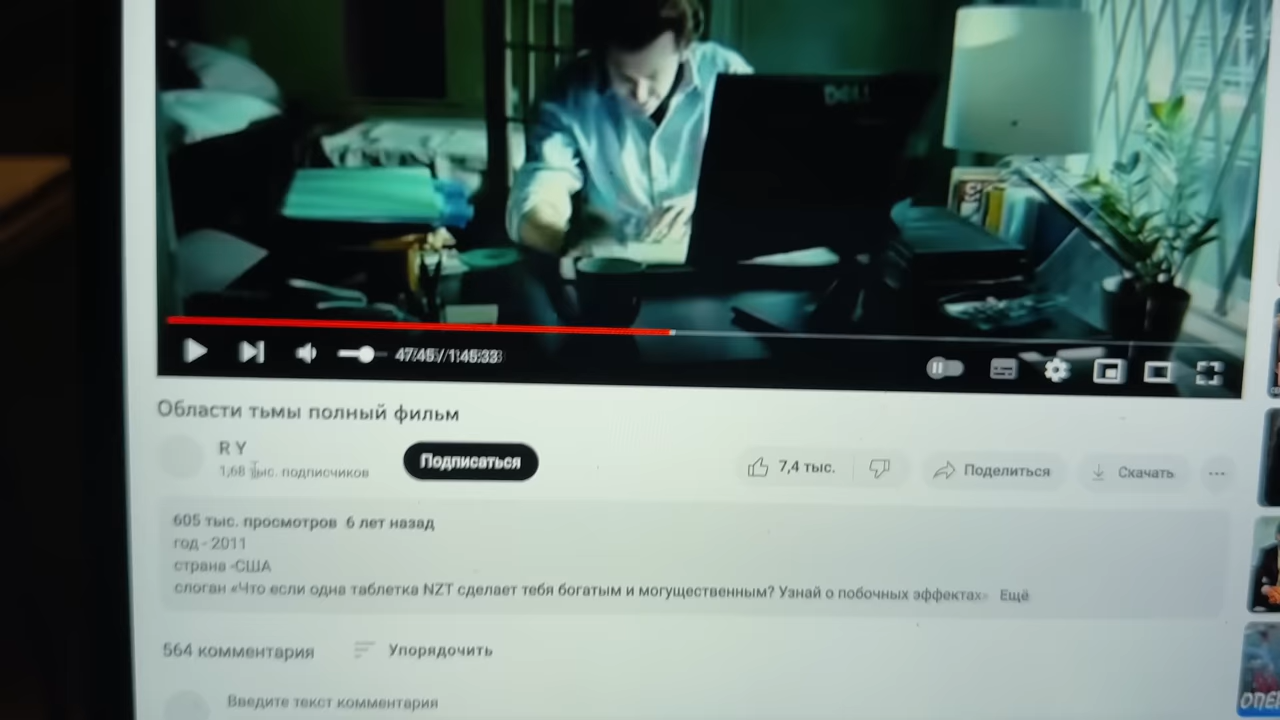 DELL
47:45 / 1:45:33
Области тьмы полный фильм
R Y
1,68 тыс. подписчиков
Подписаться
7,4 тыс.
Поделиться
Скачать
605 тыс. просмотров 6 лет назад
год - 2011
страна -США
слоган «Что если одна таблетка NZT сделает тебя богатым и могущественным? Узнай о побочных эффектах» Ещё
564 комментария
Упорядочить
Введите текст комментария